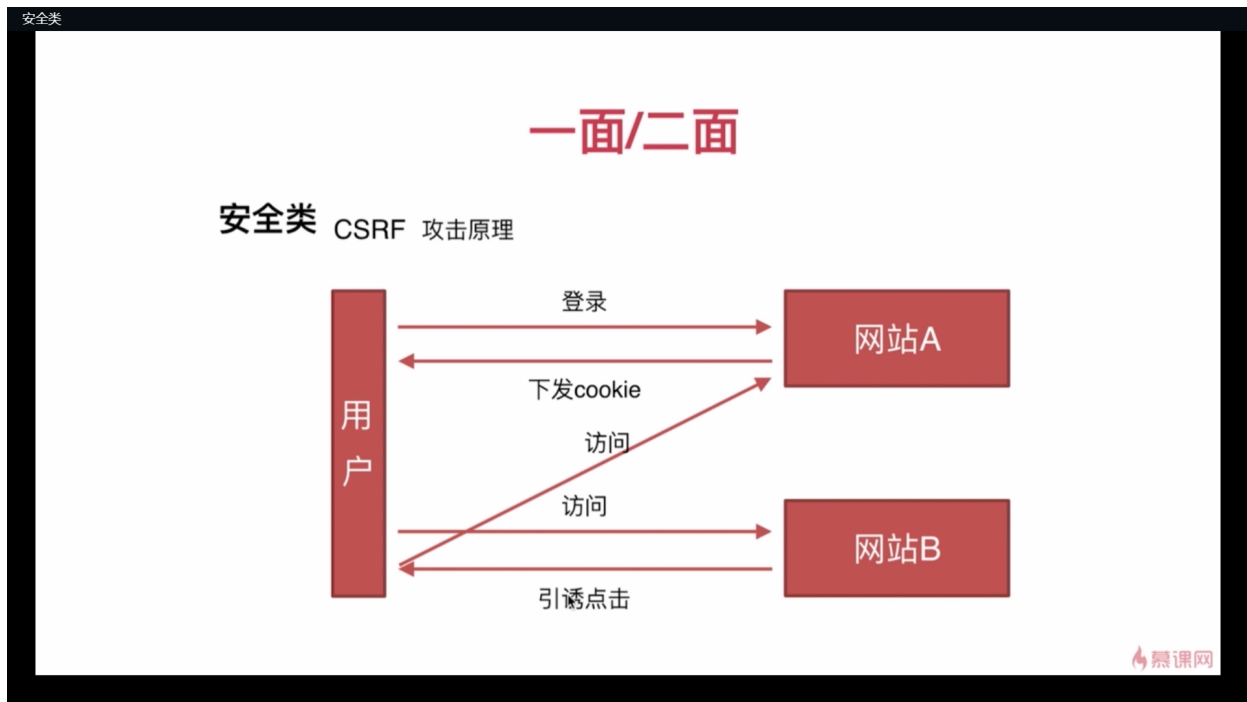 安全类
一面/二面
安全类 CSRF 攻击原理
登录
网站A
下发cookie
用户
访问
访问
网站B
引诱点击
慕课网